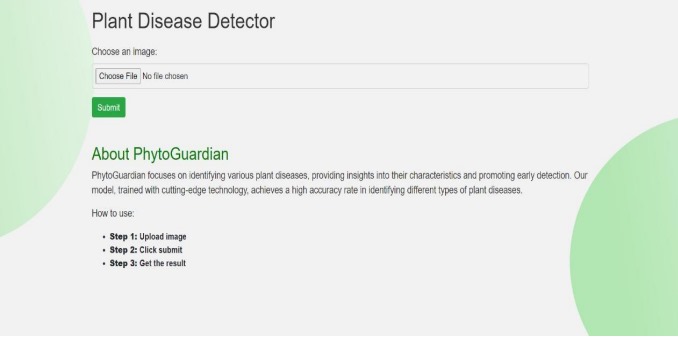 Plant Disease Detector
Choose an image:
Choose File No file chosen
Submit
About PhytoGuardian
PhytoGuardian focuses on identifying various plant diseases, providing insights into their characteristics and promoting early detection. Our
model, trained with cutting-edge technology, achieves a high accuracy rate in identifying different types of plant diseases.
How to use:
• Step 1: Upload image
• Step 2: Click submit
• Step 3: Get the result